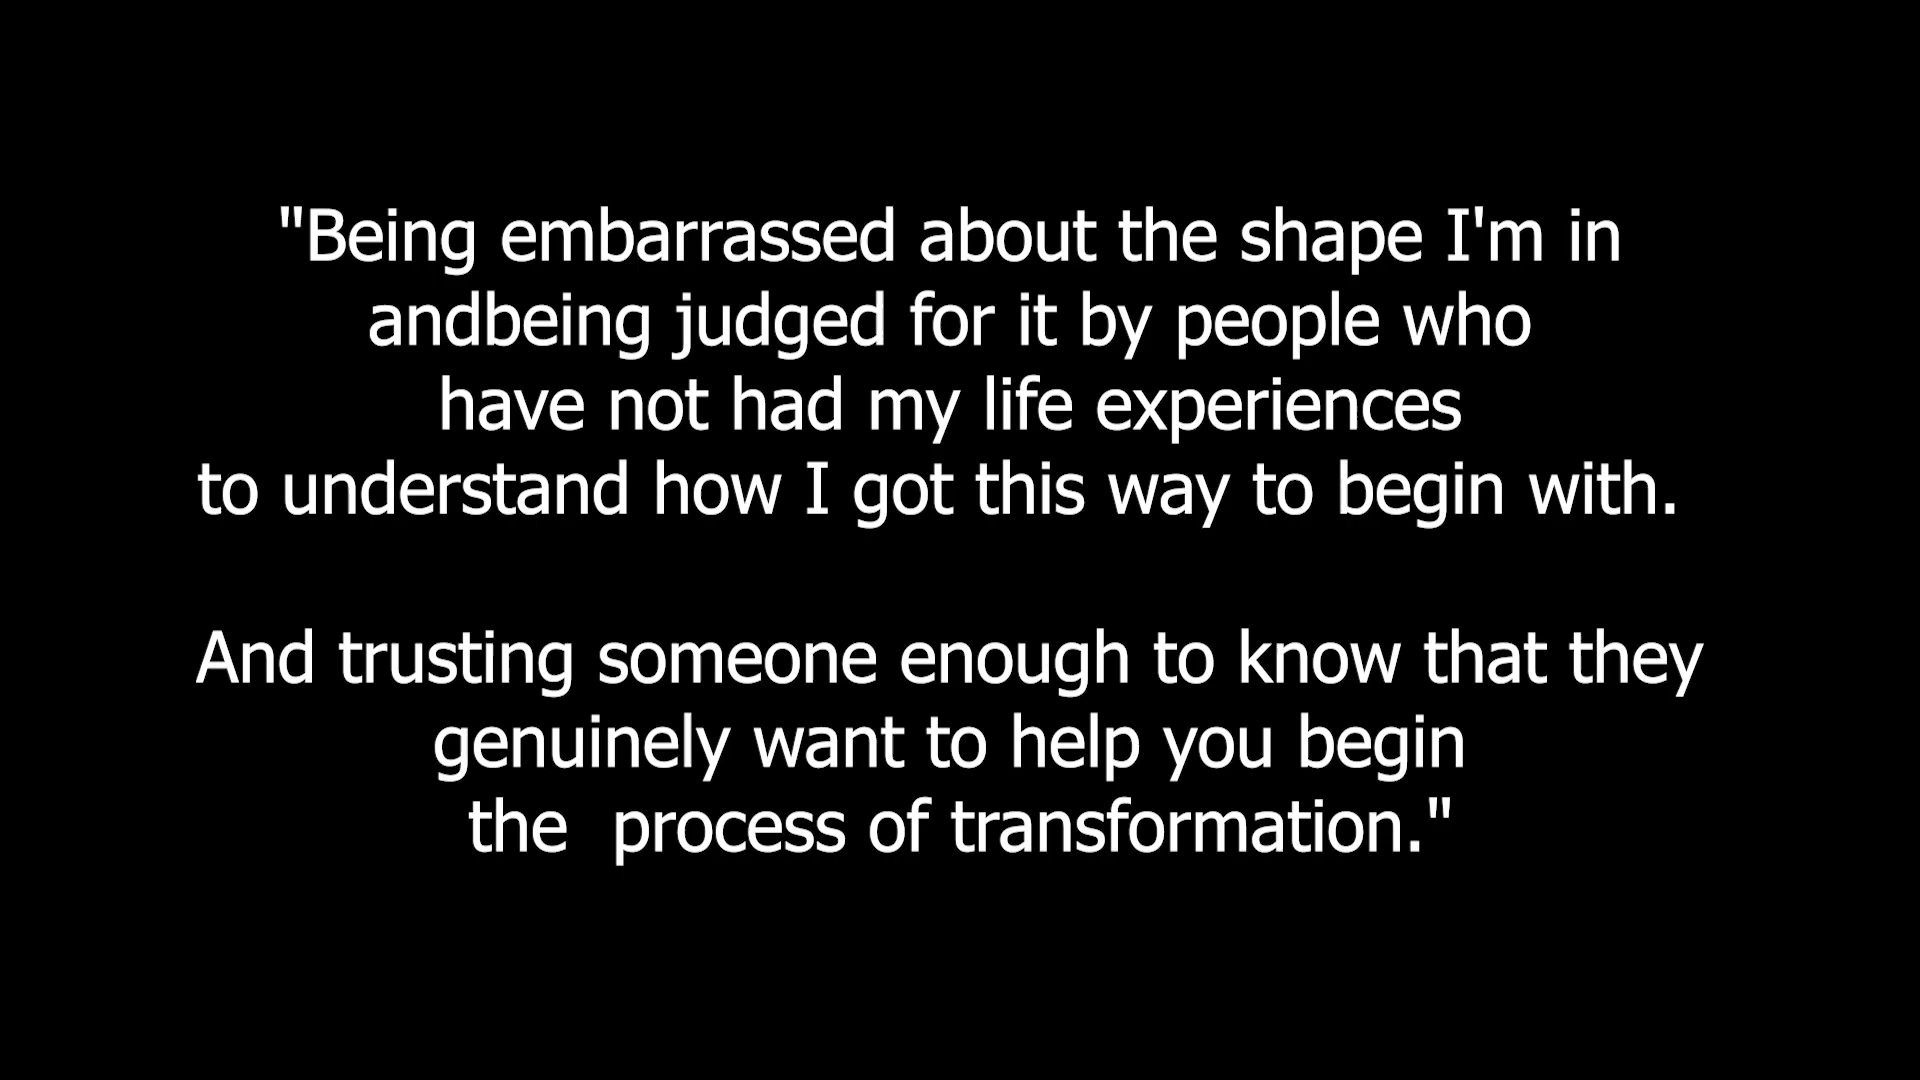 "Being embarrassed about the shape I'm in
andbeing judged for it by people who
have not had my life experiences
to understand how I got this way to begin with.
And trusting someone enough to know that they
genuinely want to help you begin
the  process of transformation."